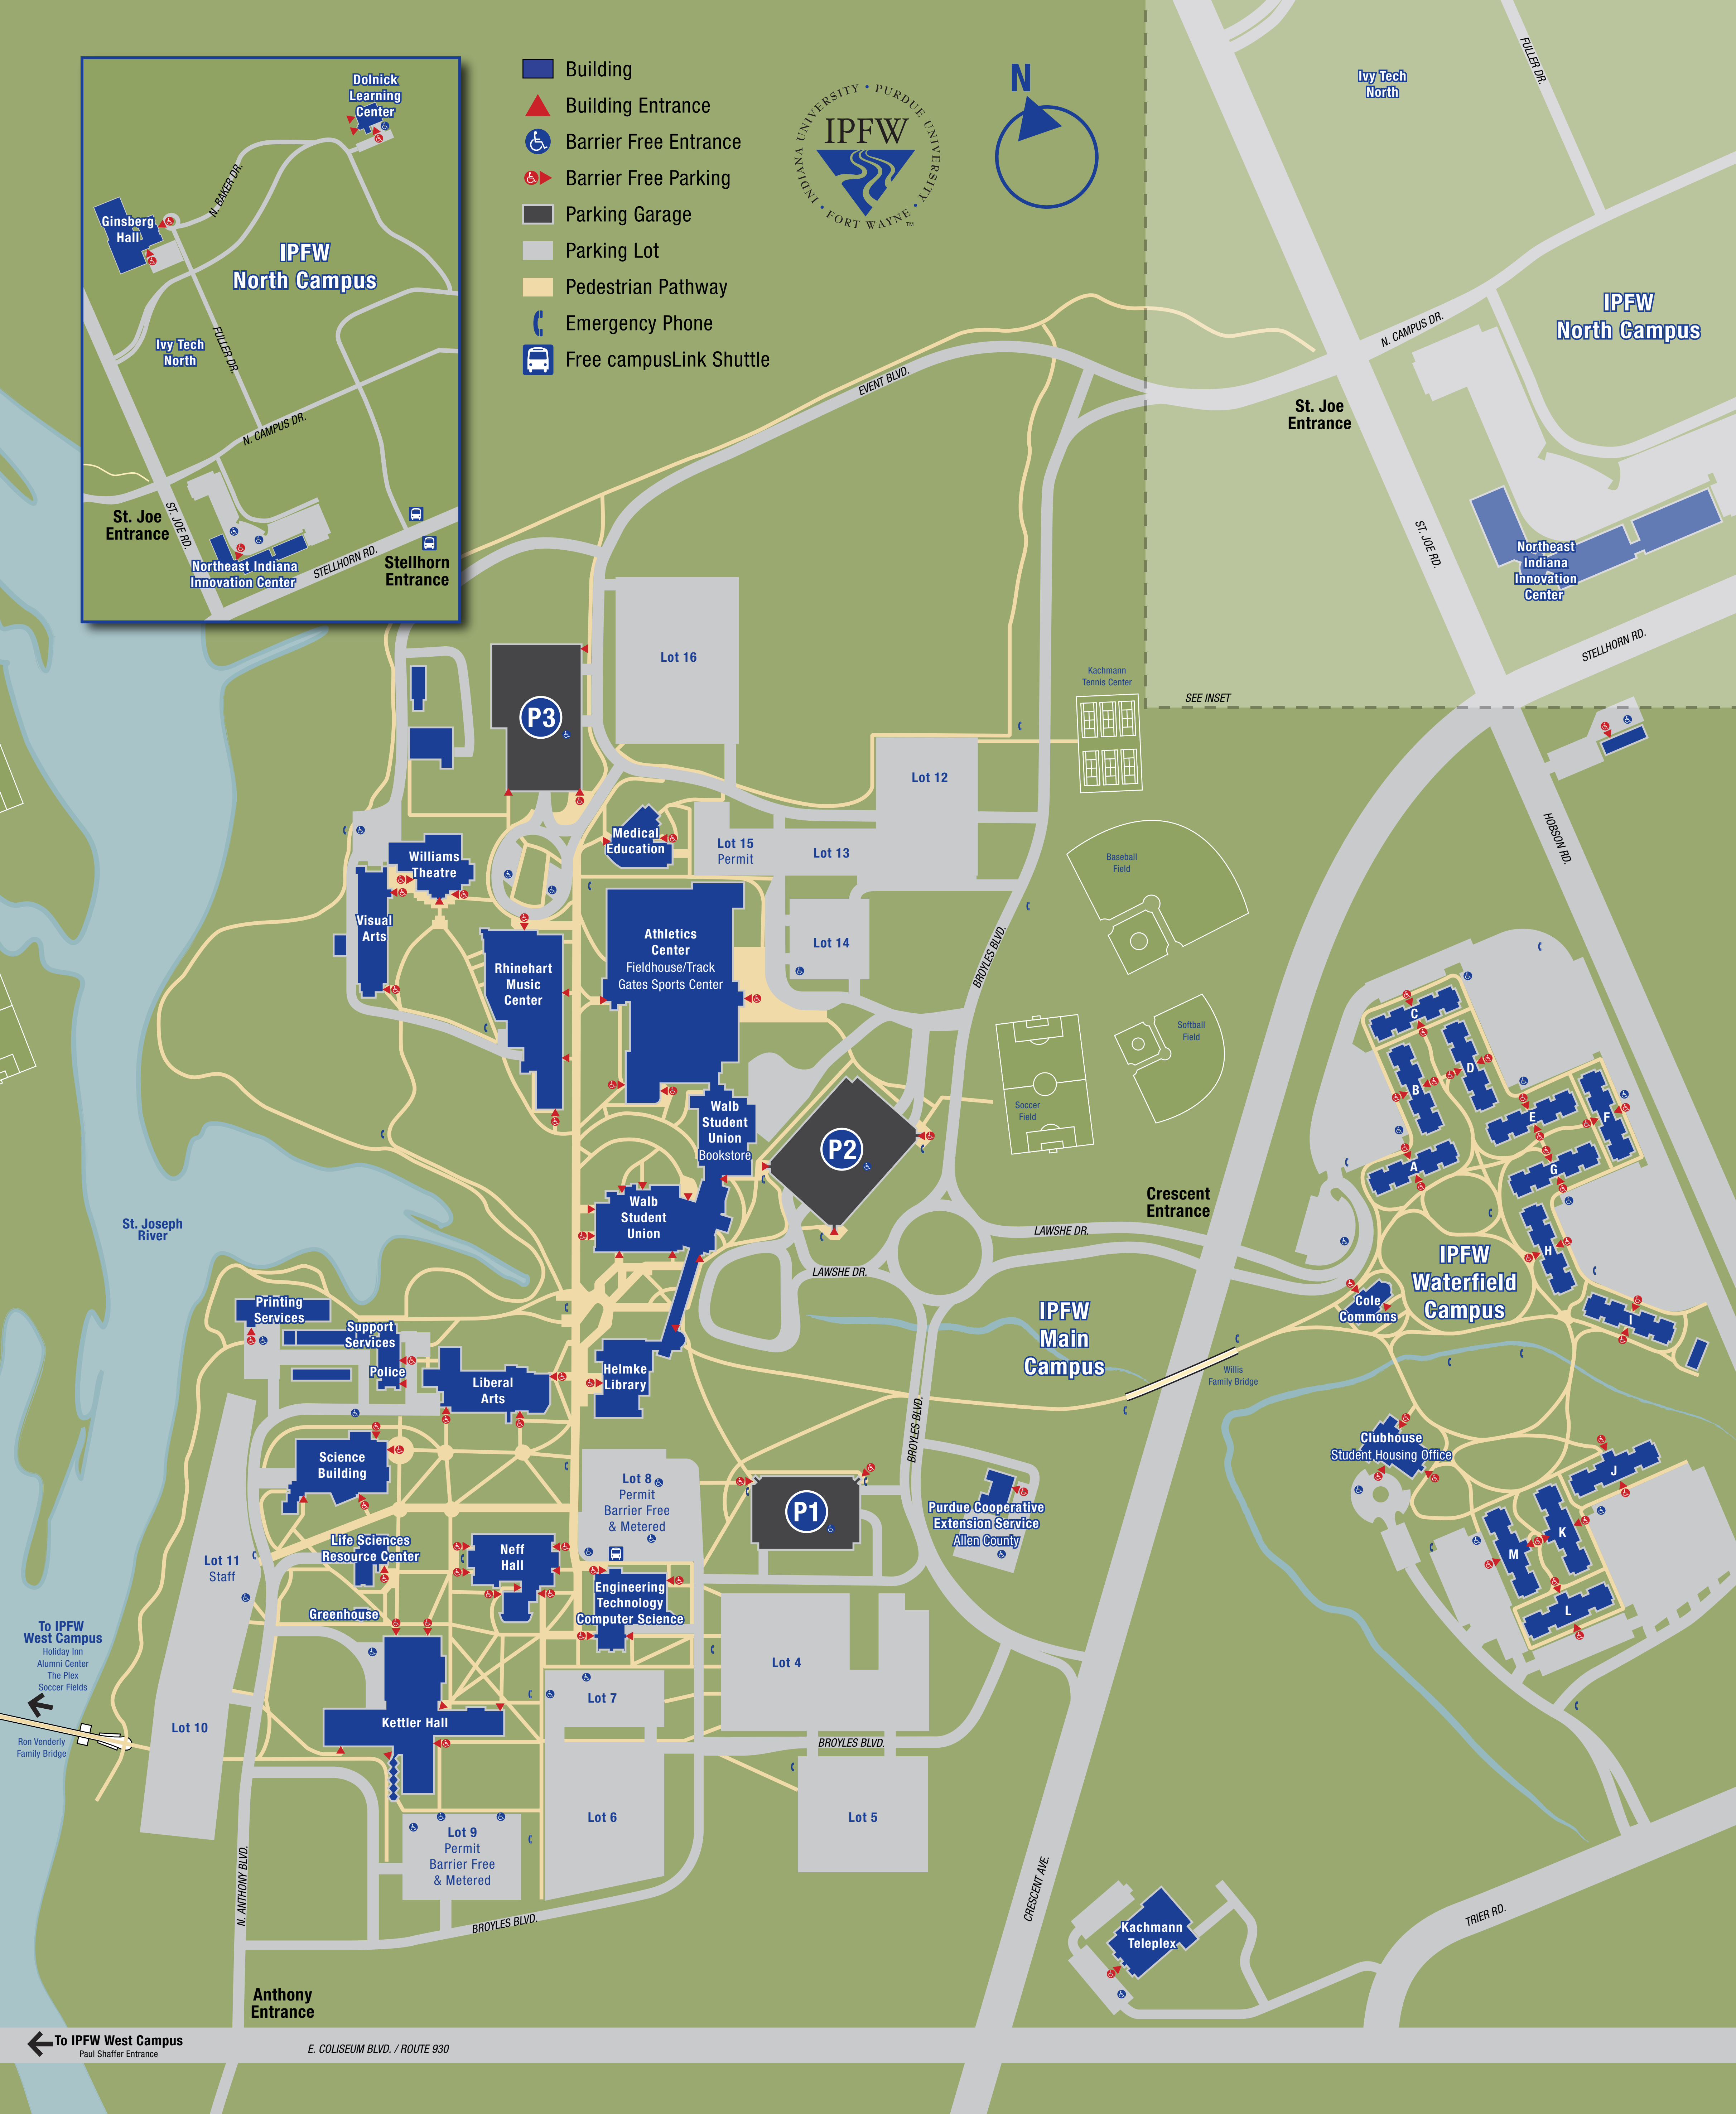 Building
Building Entrance
Barrier Free Entrance
Barrier Free Parking
Parking Garage
Parking Lot
Pedestrian Pathway
Emergency Phone
Free campusLink Shuttle
INDIANA UNIVERSITY • PURDUE UNIVERSITY • FORT WAYNE •
TM
IPFW
N
Dolnick
Learning
Center
N. BAKER DR.
Ginsberg
Hall
IPFW
North Campus
Ivy Tech
North
FULLER DR.
N. CAMPUS DR.
St. Joe
Entrance
ST. JOE RD.
Northeast Indiana
Innovation Center
STELLHORN RD.
Stellhorn
Entrance
Ivy Tech
North
FULLER DR.
IPFW
North Campus
N. CAMPUS DR.
St. Joe
Entrance
ST. JOE RD.
Northeast
Indiana
Innovation
Center
STELLHORN RD.
SEE INSET
EVENT BLVD.
HOBSON RD.
Lot 16
P3
Kachmann
Tennis Center
Lot 12
Medical
Education
Lot 15
Permit
Lot 13
Williams
Theatre
Visual
Arts
Baseball
Field
Athletics
Center
Fieldhouse/Track
Gates Sports Center
Lot 14
BROYLES BLVD.
Rhinehart
Music
Center
Softball
Field
Soccer
Field
C
D
B
E
F
A
G
H
I
Walb
Student
Union
Bookstore
P2
Walb
Student
Union
Crescent
Entrance
LAWSHE DR.
LAWSHE DR.
St. Joseph
River
IPFW
Waterfield
Campus
Cole
Commons
IPFW
Main
Campus
Willis
Family Bridge
Printing
Services
Support
Services
Police
Liberal
Arts
Helmke
Library
BROYLES BLVD.
Clubhouse
Student Housing Office
J
K
M
L
Science
Building
Lot 8
Permit
Barrier Free
& Metered
P1
Purdue Cooperative
Extension Service
Allen County
Life Sciences
Resource Center
Neff
Hall
Lot 11
Staff
Engineering
Technology
Computer Science
Greenhouse
To IPFW
West Campus
Holiday Inn
Alumni Center
The Plex
Soccer Fields
Lot 4
Lot 7
Kettler Hall
Lot 10
Ron Venderly
Family Bridge
BROYLES BLVD.
Lot 6
Lot 5
Lot 9
Permit
Barrier Free
& Metered
N. ANTHONY BLVD.
BROYLES BLVD.
CRESCENT AVE.
TRIER RD.
Kachmann
Teleplex
Anthony
Entrance
To IPFW West Campus
Paul Shaffer Entrance
E. COLISEUM BLVD. / ROUTE 930